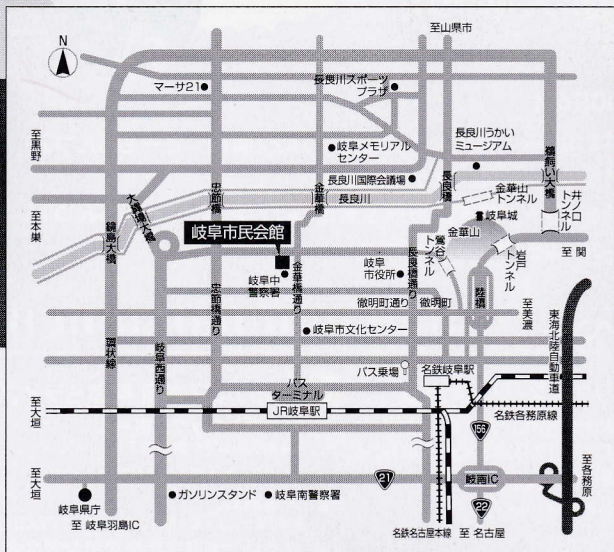 N
至山県市
マーサ21
長良川スポーツ
プラザ
至黒野
岐阜メモリアル
センター
長良川うかい
ミュージアム
鵜飼い大橋
長良川国際会議場
長良橋
金華山
トンネル
井ノ口
トンネル
大縄場大橋
忠節橋
金華橋
長良川
至本巣
鏡島大橋
岐阜城
金華山
岐阜市民会館
鶯谷
トンネル
岩戸
トンネル
至 関
岐阜中
警察署
岐阜
市役所
長良橋通り
忠節橋通り
金華橋通り
徹明町通り
徹明町
陸橋
至美濃
東海北陸自動車道
岐阜市文化センター
環状線
岐阜西通り
バス乗場
名鉄岐阜駅
バス
ターミナル
JR岐阜駅
至大垣
名鉄各務原線
156
至大垣
21
岐南IC
至各務原
岐阜県庁
ガソリンスタンド
岐阜南警察署
22
至 岐阜羽島IC
名鉄名古屋本線
至 名古屋